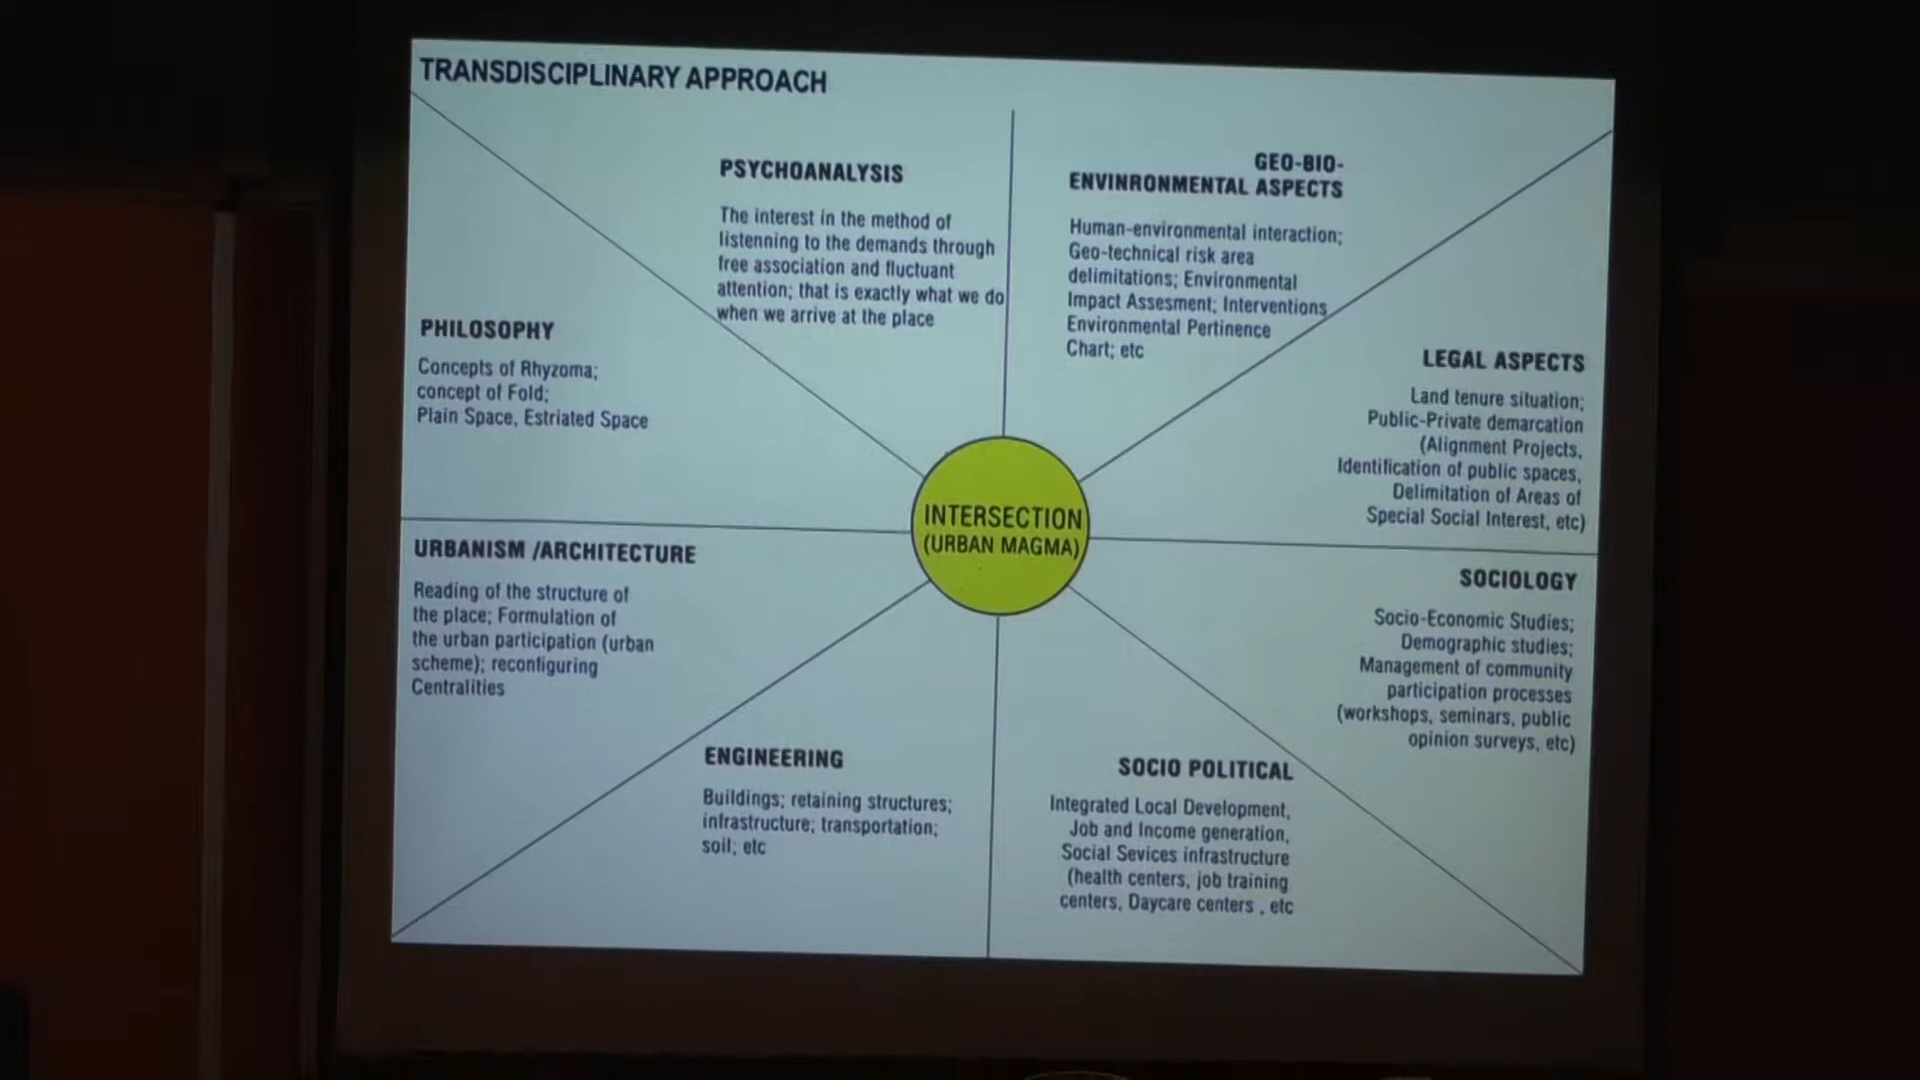 TRANSDISCIPLINARY APPROACH
PSYCHOANALYSIS
The interest in the method of
listenning to the demands through
free association and fluctuant
attention; that is exactly what we do
when we arrive at the place
GEO-BIO-
ENVINRONMENTAL ASPECTS
Human-environmental interaction;
Geo-technical risk area
delimitations; Environmental
Impact Assesment; Interventions
Environmental Pertinence
Chart; etc
PHILOSOPHY
Concepts of Rhyzoma;
concept of Fold;
Plain Space, Estriated Space
LEGAL ASPECTS
Land tenure situation;
Public-Private demarcation
(Alignment Projects,
Identification of public spaces,
Delimitation of Areas of
Special Social Interest, etc)
INTERSECTION
(URBAN MAGMA)
URBANISM /ARCHITECTURE
Reading of the structure of
the place; Formulation of
the urban participation (urban
scheme); reconfiguring
Centralities
SOCIOLOGY
Socio-Economic Studies;
Demographic studies;
Management of community
participation processes
(workshops, seminars, public
opinion surveys, etc)
ENGINEERING
Buildings; retaining structures;
infrastructure; transportation;
soil; etc
SOCIO POLITICAL
Integrated Local Development,
Job and Income generation,
Social Sevices infrastructure
(health centers, job training
centers, Daycare centers , etc